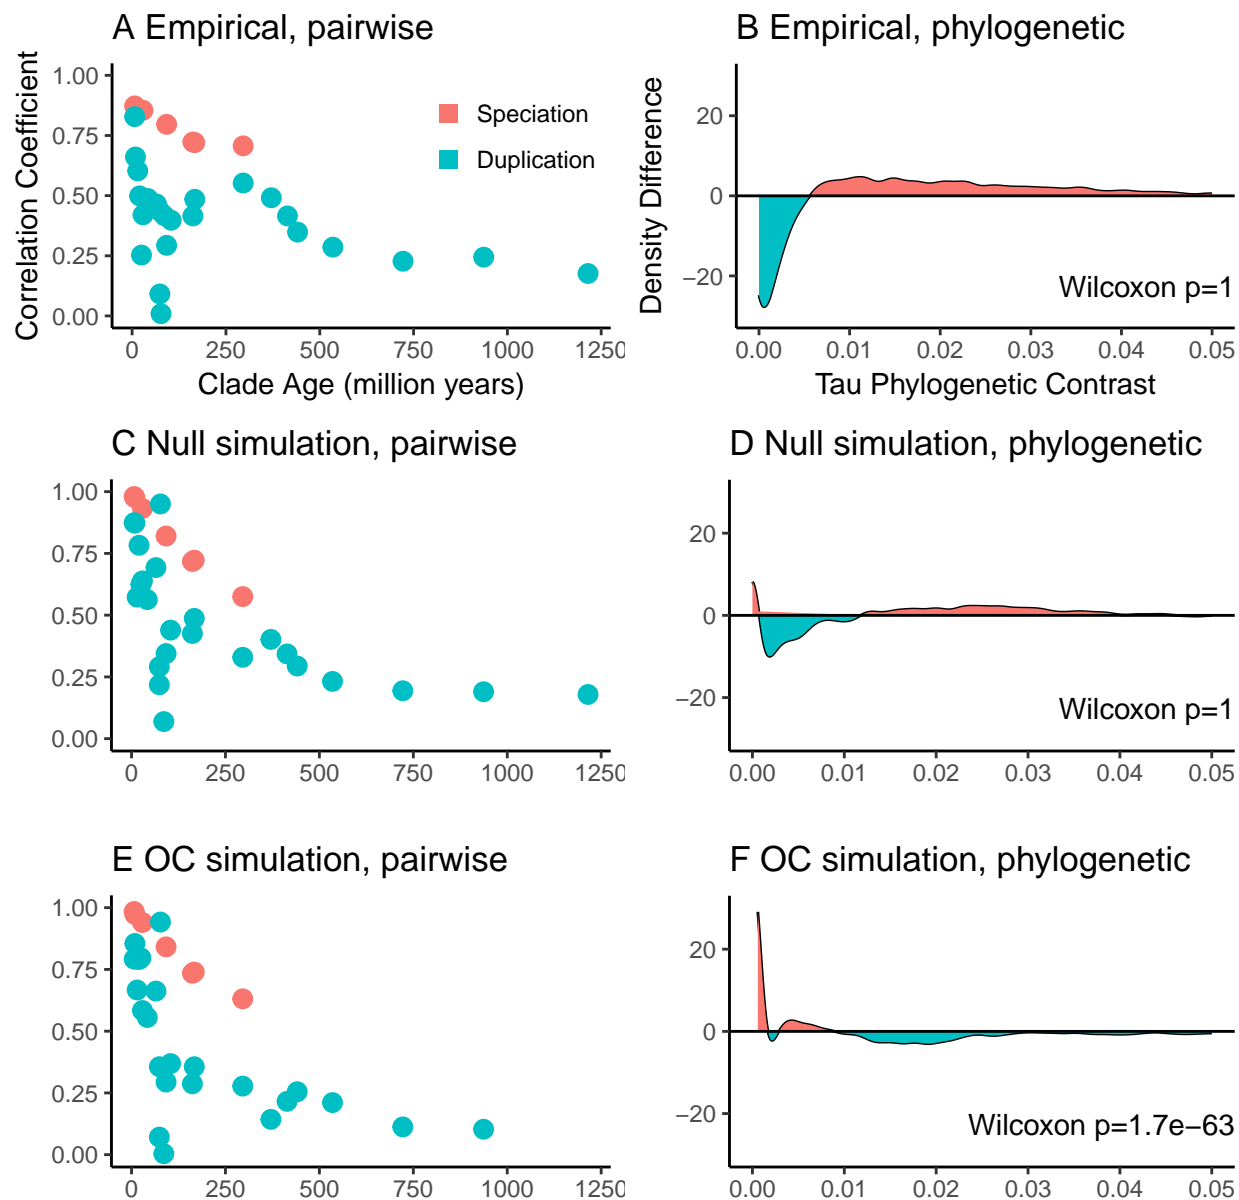 A Empirical, pairwise
Correlation Coefficient
1.00
0.75
0.50
0.25
0.00
Speciation
Duplication
0 250 500 750 1000 1250
Clade Age (million years)
B Empirical, phylogenetic
Density Difference
20
0
−20
Wilcoxon p=1
0.00 0.01 0.02 0.03 0.04 0.05
Tau Phylogenetic Contrast
C Null simulation, pairwise
1.00
0.75
0.50
0.25
0.00
0 250 500 750 1000 1250
D Null simulation, phylogenetic
20
0
−20
Wilcoxon p=1
0.00 0.01 0.02 0.03 0.04 0.05
E OC simulation, pairwise
1.00
0.75
0.50
0.25
0.00
0 250 500 750 1000 1250
F OC simulation, phylogenetic
20
0
−20
Wilcoxon p=1.7e−63
0.00 0.01 0.02 0.03 0.04 0.05